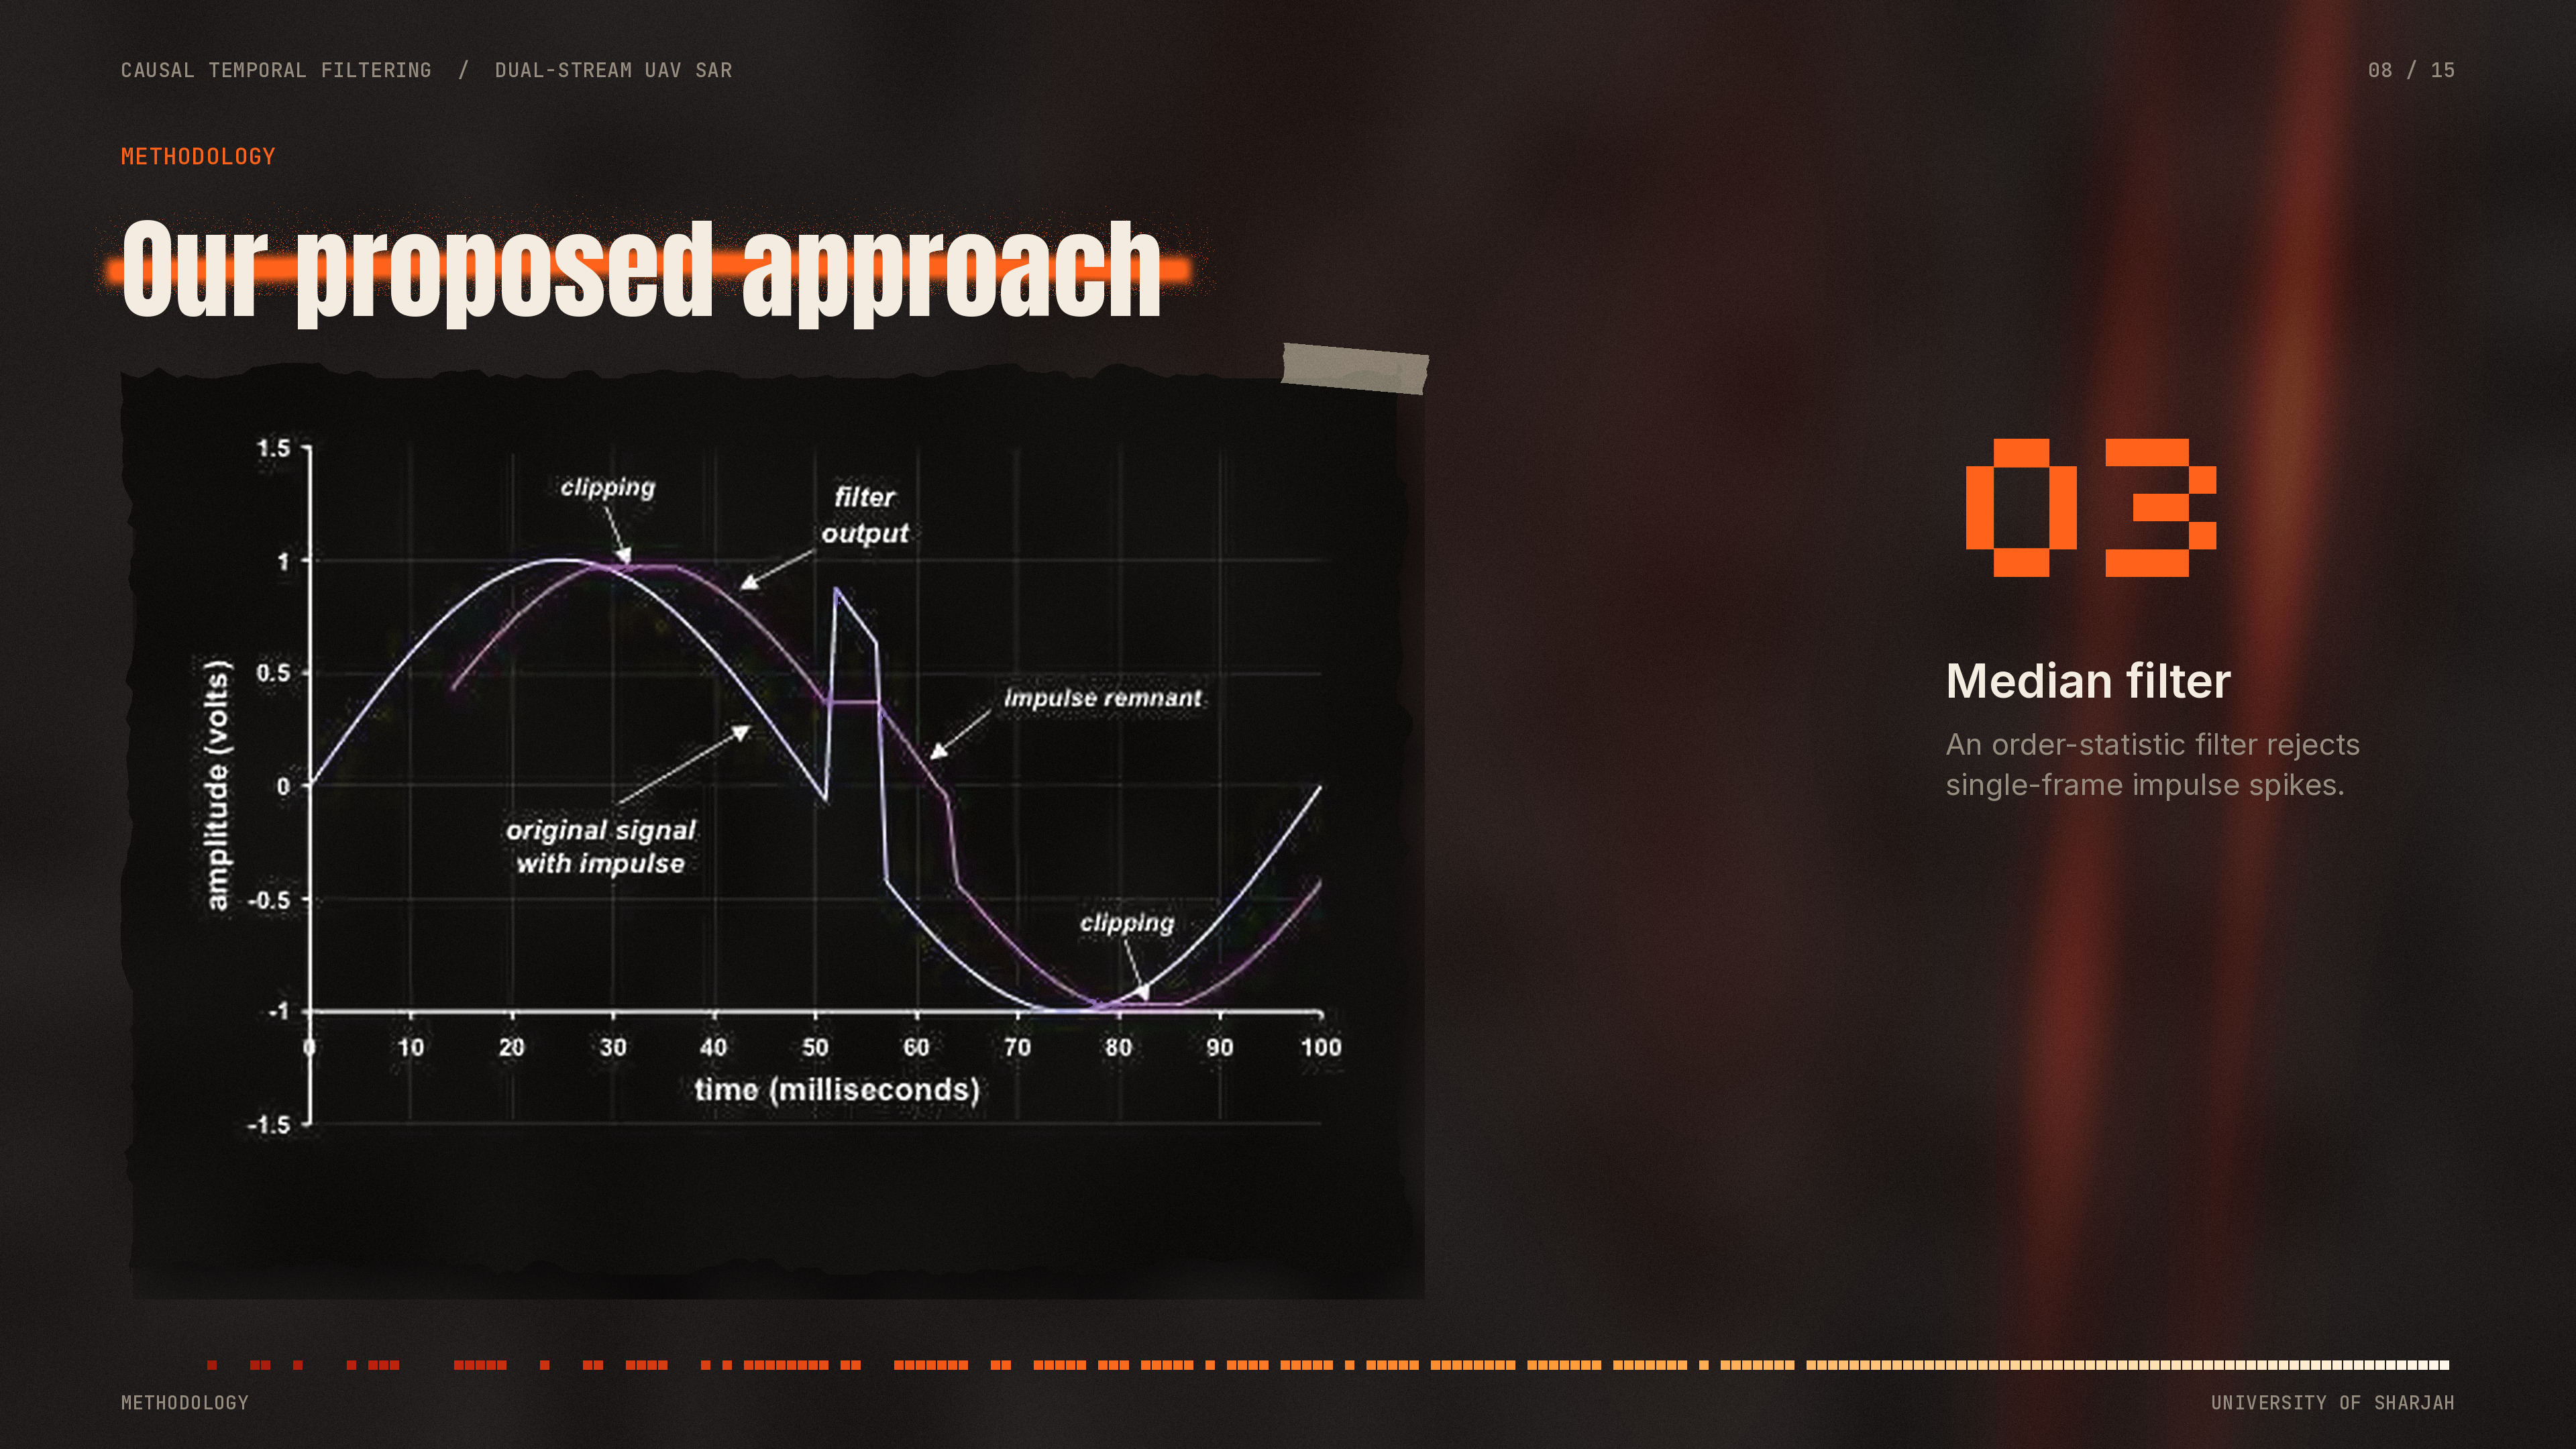 CAUSAL TEMPORAL FILTERING / DUAL-STREAM UAV SAR
08 / 15
METHODOLOGY
Our proposed approach
1.5
1
0.5
0
-0.5
-1
-1.5
amplitude (volts)
clipping
filter
output
impulse remnant
original signal
with impulse
clipping
0 10 20 30 40 50 60 70 80 90 100
time (milliseconds)
03
Median filter
An order-statistic filter rejects
single-frame impulse spikes.
METHODOLOGY
UNIVERSITY OF SHARJAH